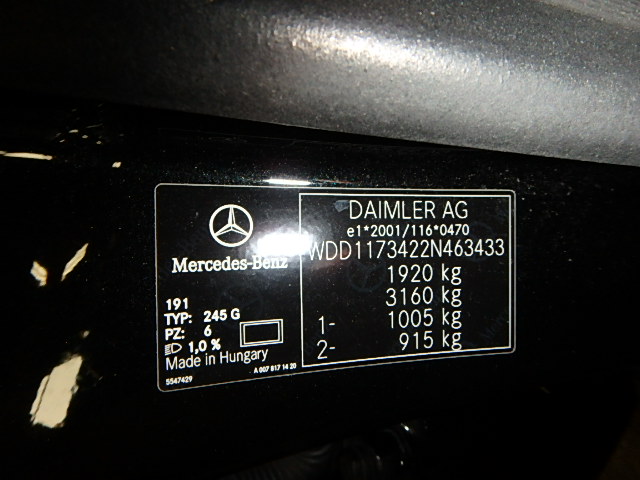 Mercedes-Benz
191
TYP: 245 G
PZ: 6
1,0 %
Made in Hungary
5547429
A 007 817 14 20
DAIMLER AG
e1*2001/116*0470
WDD1173422N463433
1920 kg
3160 kg
1- 1005 kg
2- 915 kg